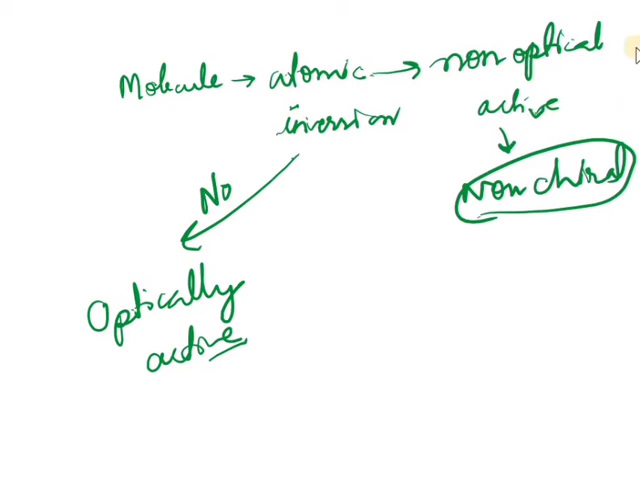 Molecule → atomic → non optical
inversion
active
↓
Non chiral
No
Optically
active